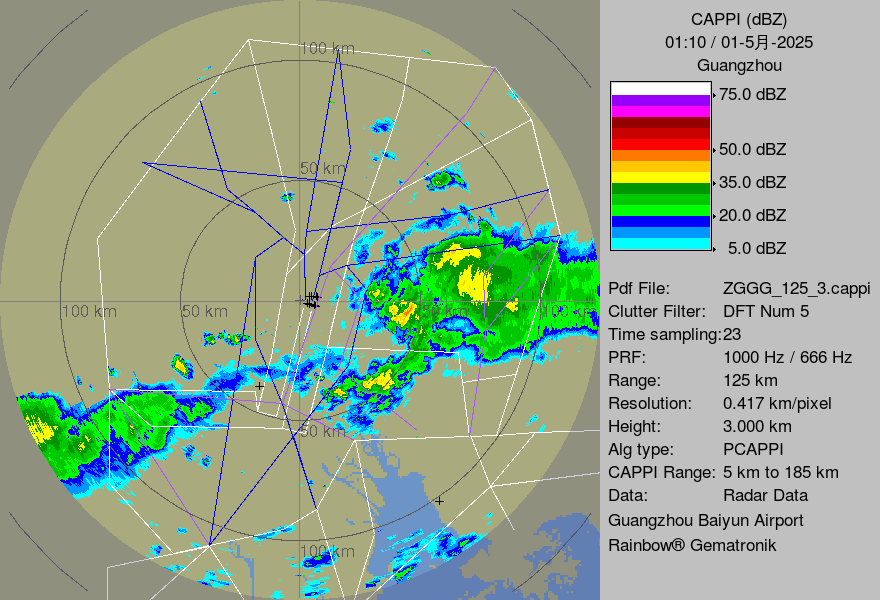 CAPPI (dBZ)
01:10 / 01-5月-2025
Guangzhou
75.0 dBZ
50.0 dBZ
35.0 dBZ
20.0 dBZ
5.0 dBZ
Pdf File: ZGGG_125_3.cappi
Clutter Filter: DFT Num 5
Time sampling:23
PRF: 1000 Hz / 666 Hz
Range: 125 km
Resolution: 0.417 km/pixel
Height: 3.000 km
Alg type: PCAPPI
CAPPI Range: 5 km to 185 km
Data: Radar Data
Guangzhou Baiyun Airport
Rainbow® Gematronik
100 km
50 km
100 km
50 km
50 km
100 km
50 km
100 km